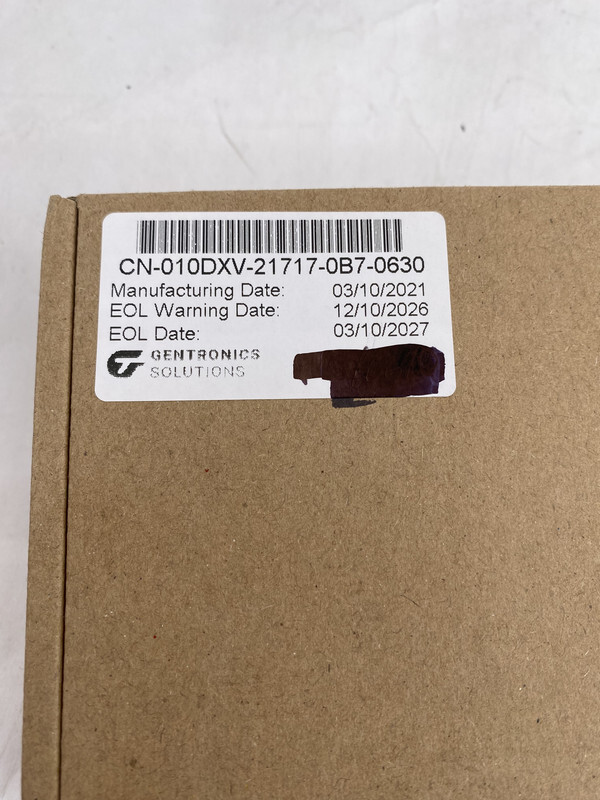 CN-010DXV-21717-0B7-0630
Manufacturing Date: 03/10/2021
EOL Warning Date: 12/10/2026
EOL Date: 03/10/2027
GENTRONICS
SOLUTIONS